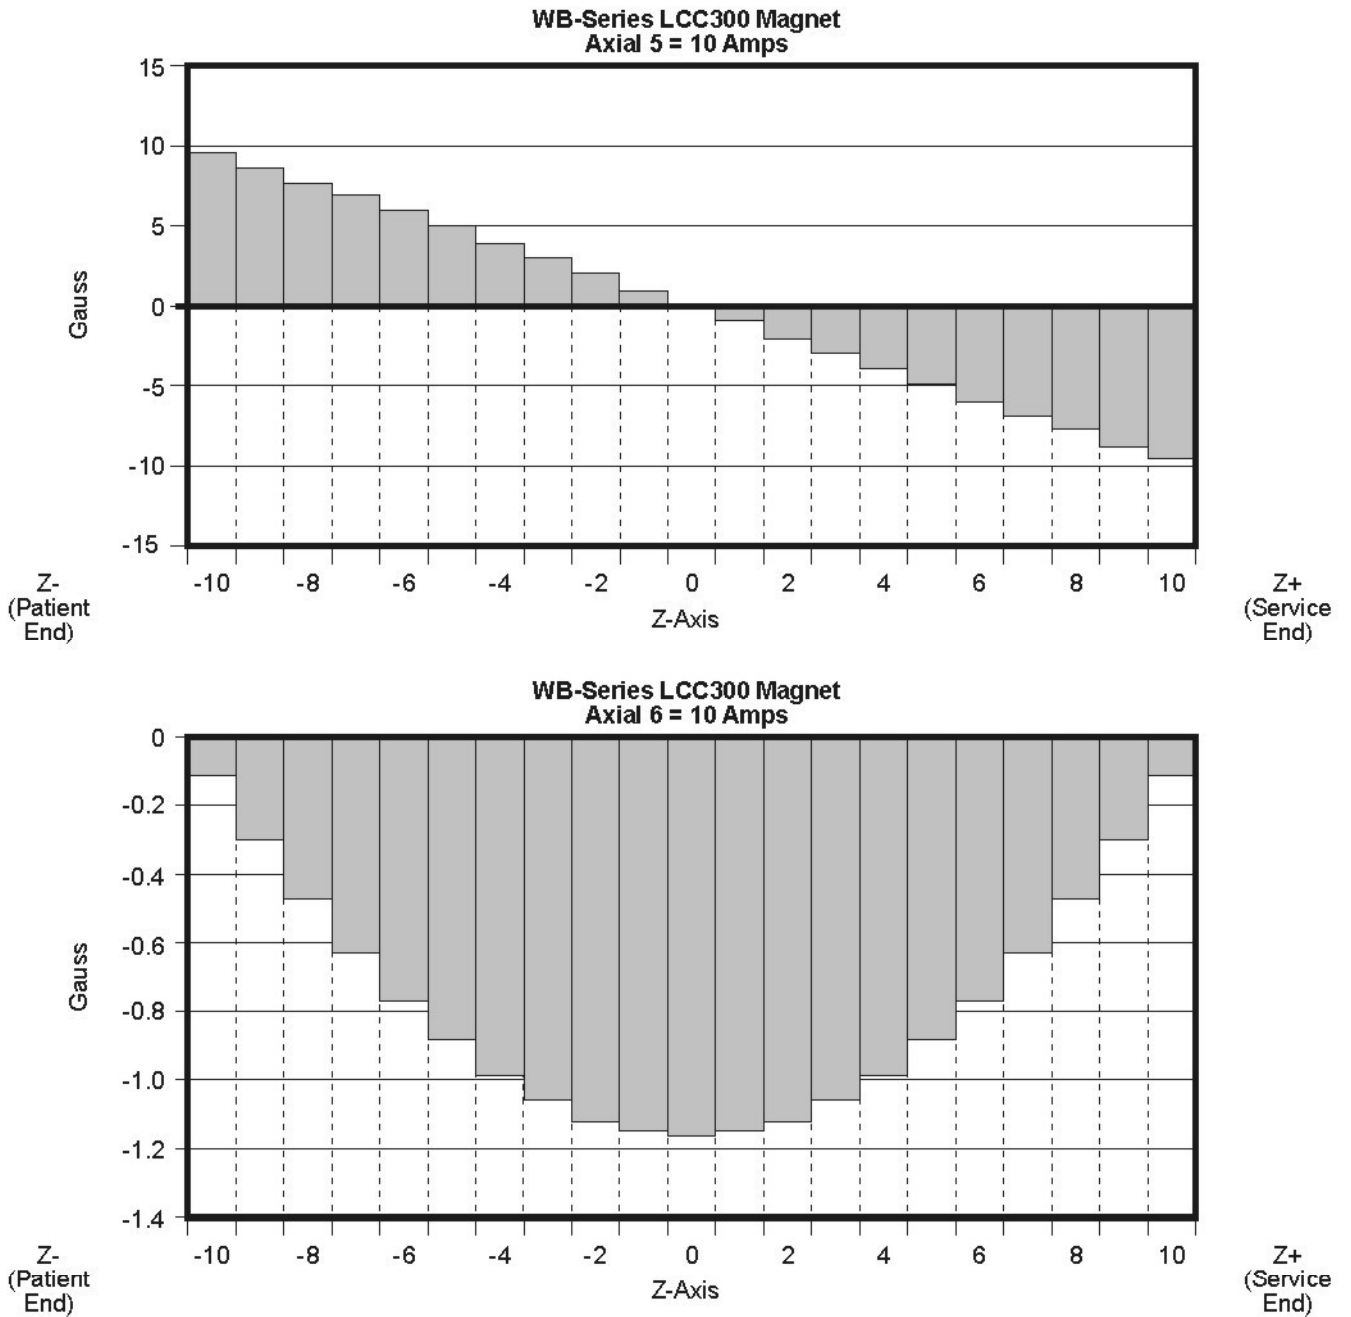 WB-Series LCC300 Magnet
Axial 5 = 10 Amps
15
10
5
0
-5
-10
-15
Gauss
-10 -8 -6 -4 -2 0 2 4 6 8 10
Z-Axis
Z-
(Patient
End)
Z+
(Service
End)
WB-Series LCC300 Magnet
Axial 6 = 10 Amps
0
-0.2
-0.4
-0.6
-0.8
-1.0
-1.2
-1.4
Gauss
-10 -8 -6 -4 -2 0 2 4 6 8 10
Z-Axis
Z-
(Patient
End)
Z+
(Service
End)